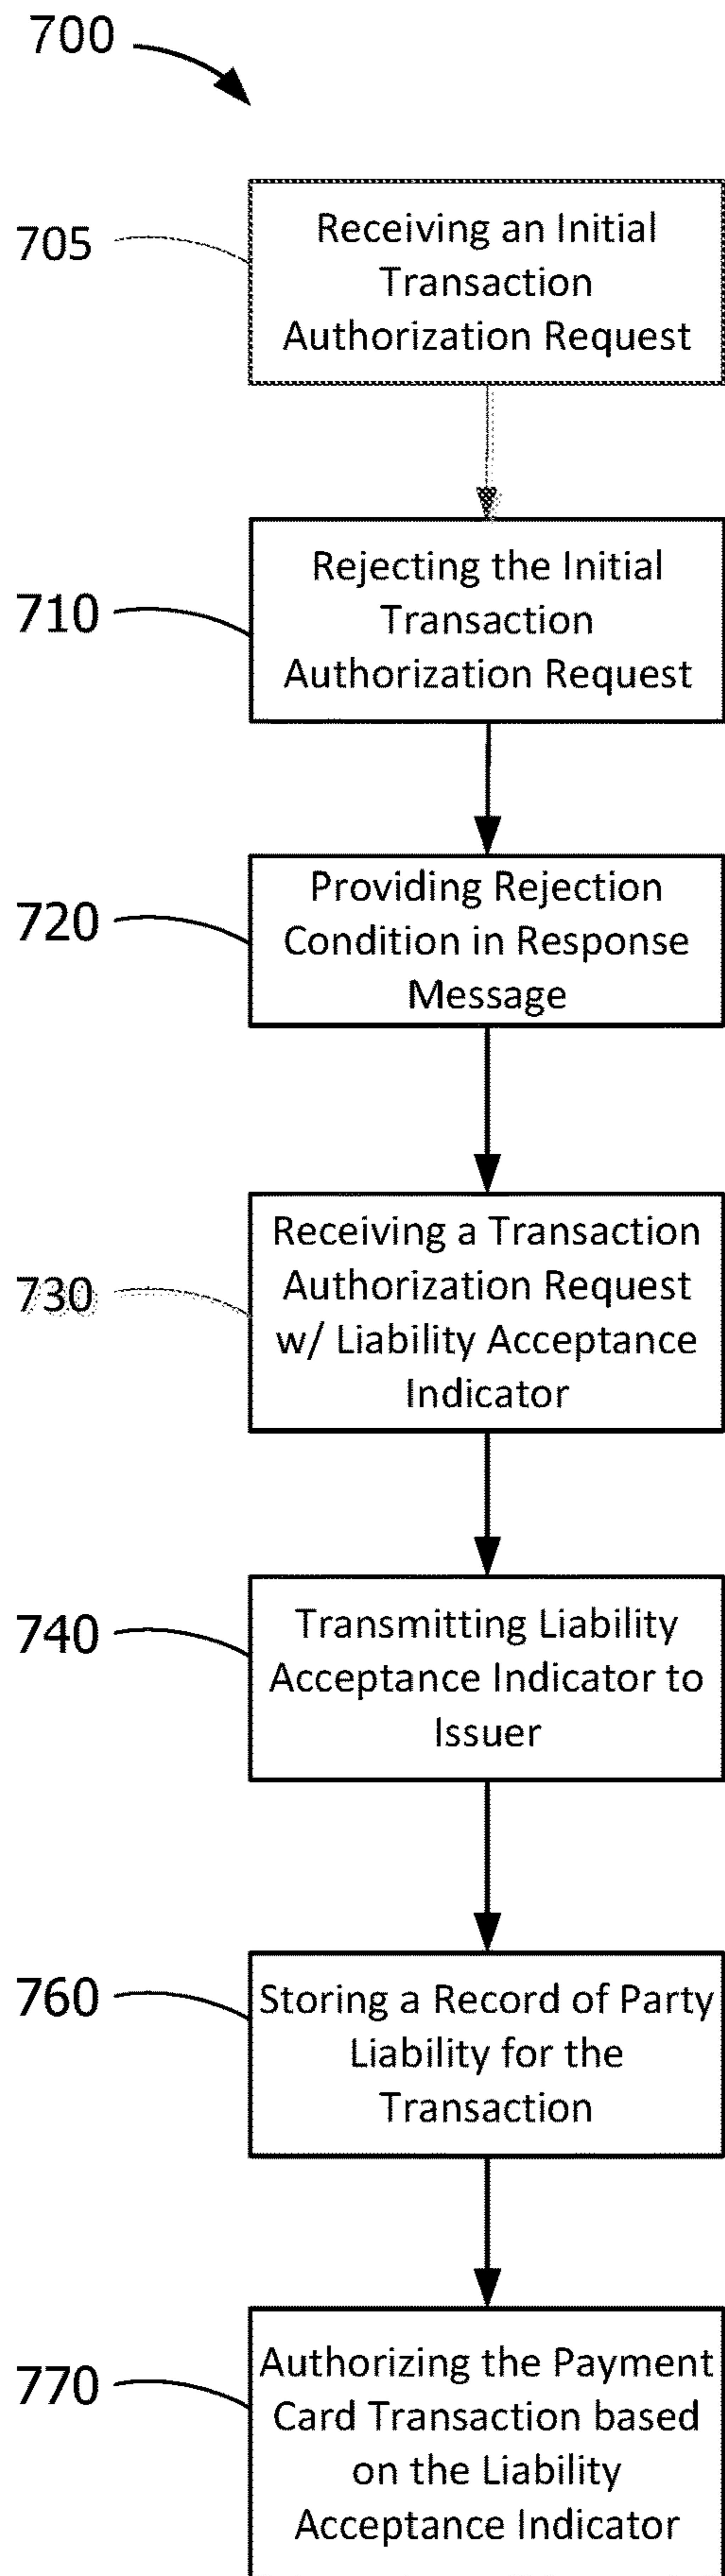 700
705
Receiving an Initial
Transaction
Authorization Request
710
Rejecting the Initial
Transaction
Authorization Request
720
Providing Rejection
Condition in Response
Message
730
Receiving a Transaction
Authorization Request
w/ Liability Acceptance
Indicator
740
Transmitting Liability
Acceptance Indicator to
Issuer
760
Storing a Record of Party
Liability for the
Transaction
770
Authorizing the Payment
Card Transaction based
on the Liability
Acceptance Indicator